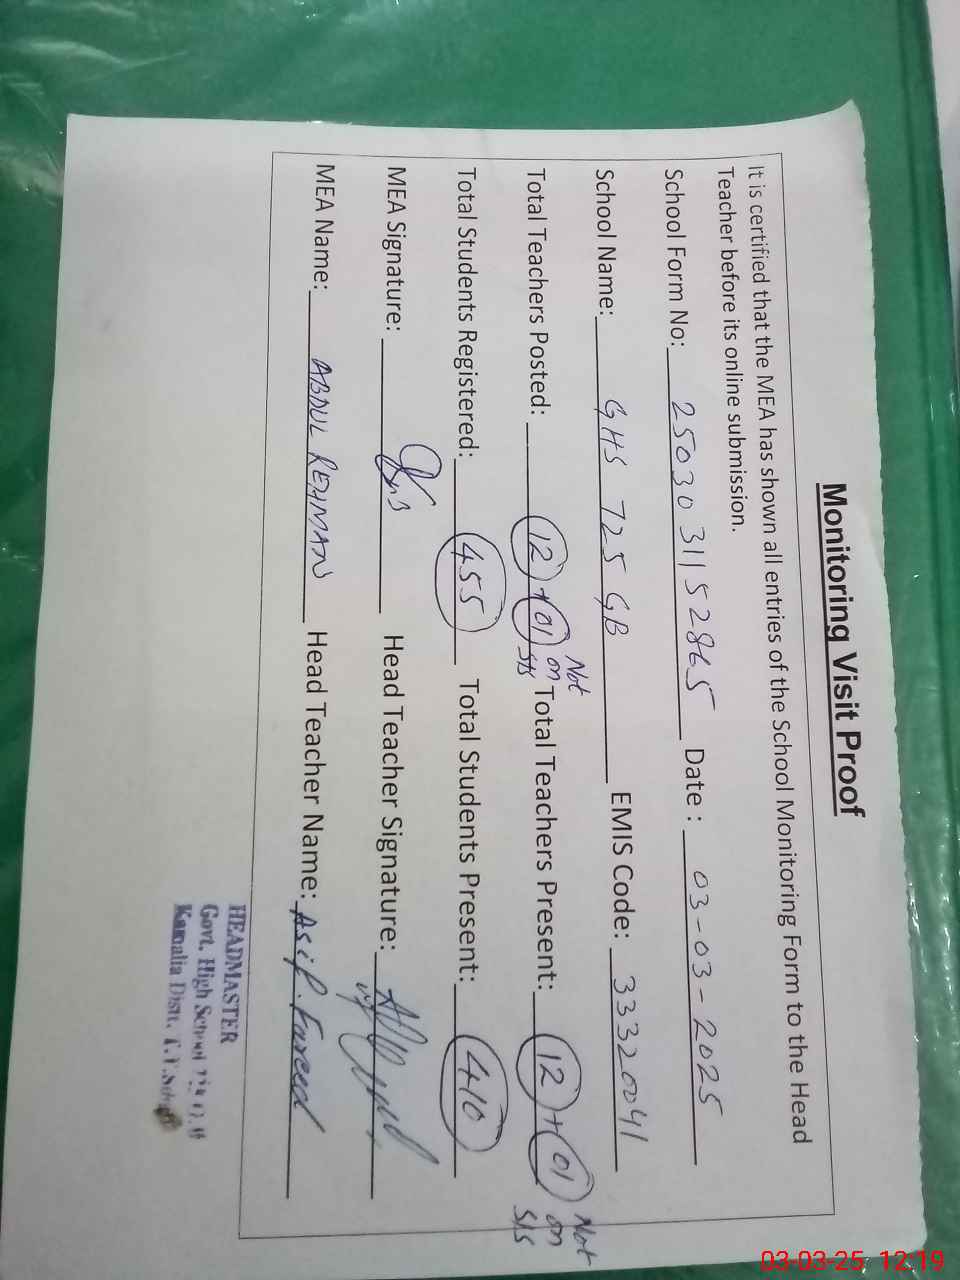 Monitoring Visit Proof
It is certified that the MEA has shown all entries of the School Monitoring Form to the Head
Teacher before its online submission.
School Form No: 2503031152865 Date : 03-03-2025
School Name: GHS 725 GB EMIS Code: 33320041
Total Teachers Posted: 12 + 01 Not on SIS Total Teachers Present: 12 + 01 Not on SIS
Total Students Registered: 455 Total Students Present: 410
MEA Signature: Head Teacher Signature:
MEA Name: ABDUL REHMAN Head Teacher Name: Asif Fareed
HEADMASTER
Govt. High School
Kamalia Distt.
03-03-25 12:19